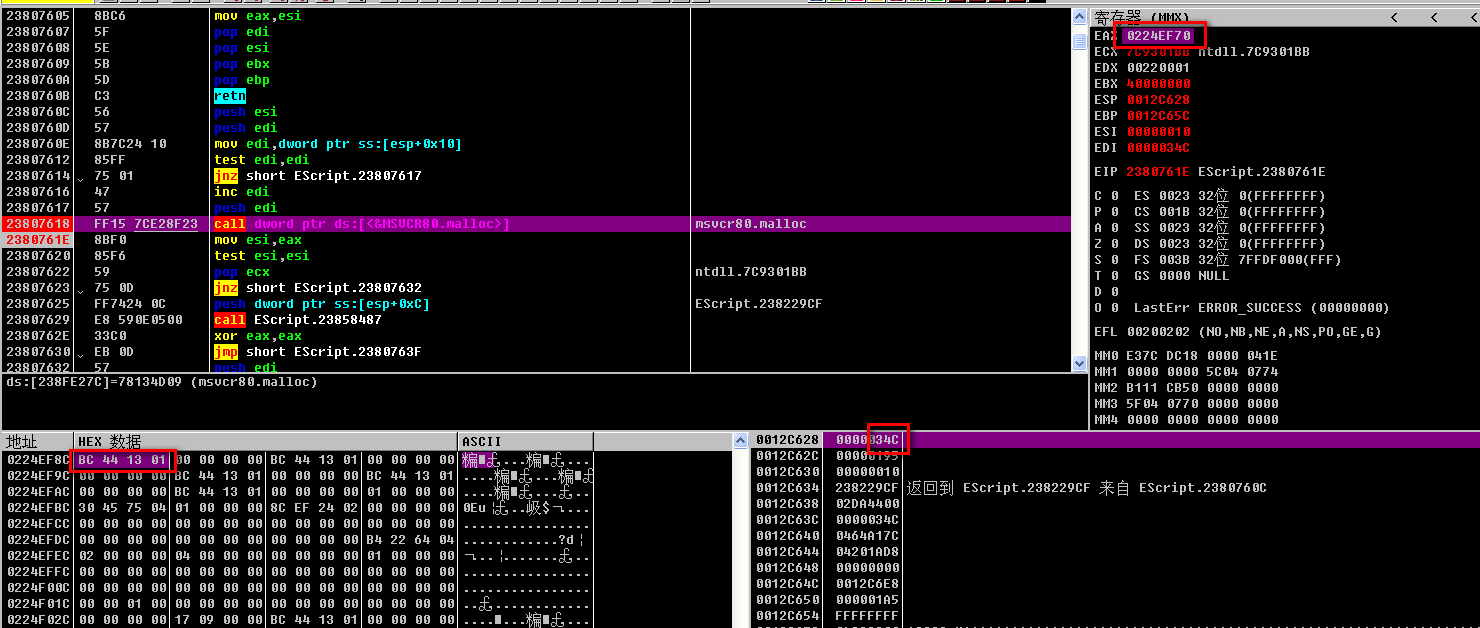 23807605 8BC6 mov eax,esi
23807607 5F pop edi
23807608 5E pop esi
23807609 5B pop ebx
2380760A 5D pop ebp
2380760B C3 retn
2380760C 56 push esi
2380760D 57 push edi
2380760E 8B7C24 10 mov edi,dword ptr ss:[esp+0x10]
23807612 85FF test edi,edi
23807614 75 01 jnz short EScript.23807617
23807616 47 inc edi
23807617 57 push edi
23807618 FF15 7CE28F23 call dword ptr ds:[<&MSVCR80.malloc>] msvcr80.malloc
2380761E 8BF0 mov esi,eax
23807620 85F6 test esi,esi
23807622 59 pop ecx ntdll.7C9301BB
23807623 75 0D jnz short EScript.23807632
23807625 FF7424 0C push dword ptr ss:[esp+0xC] EScript.238229CF
23807629 E8 590E0500 call EScript.23858487
2380762E 33C0 xor eax,eax
23807630 EB 0D jmp short EScript.2380763F
23807632 57 push edi
ds:[238FE27C]=78134D09 (msvcr80.malloc)
寄存器 (MMX) < < <
EAX 0224EF70
ECX 7C9301BB ntdll.7C9301BB
EDX 00220001
EBX 40000000
ESP 0012C628
EBP 0012C65C
ESI 00000010
EDI 0000034C
EIP 2380761E EScript.2380761E
C 0 ES 0023 32位 0(FFFFFFFF)
P 0 CS 001B 32位 0(FFFFFFFF)
A 0 SS 0023 32位 0(FFFFFFFF)
Z 0 DS 0023 32位 0(FFFFFFFF)
S 0 FS 003B 32位 7FFDF000(FFF)
T 0 GS 0000 NULL
D 0
O 0 LastErr ERROR_SUCCESS (00000000)
EFL 00200202 (NO,NB,NE,A,NS,PO,GE,G)
MM0 E37C DC18 0000 041E
MM1 0000 0000 5C04 0774
MM2 B111 CB50 0000 0000
MM3 5F04 0770 0000 0000
MM4 0000 0000 0000 0000
地址 HEX 数据 ASCII
0224EF8C BC 44 13 01 00 00 00 00 BC 44 13 01 00 00 00 00
0224EF9C 00 00 00 00 BC 44 13 01 00 00 00 00 BC 44 13 01
0224EFAC 00 00 00 00 BC 44 13 01 00 00 00 00 01 00 00 00
0224EFBC 30 45 75 04 01 00 00 00 8C EF 24 02 00 00 00 00
0224EFCC 00 00 00 00 00 00 00 00 00 00 00 00 00 00 00 00 ................
0224EFDC 00 00 00 00 00 00 00 00 00 00 00 00 B4 22 64 04
0224EFEC 02 00 00 00 04 00 00 00 00 00 00 00 01 00 00 00
0224EFFC 00 00 00 00 00 00 00 00 00 00 00 00 00 00 00 00 ................
0224F00C 00 00 00 00 00 00 00 00 00 00 00 00 00 00 00 00 ................
0224F01C 00 00 01 00 00 00 00 00 00 00 00 00 00 00 00 00
0224F02C 00 00 00 00 17 09 00 00 BC 44 13 01 00 00 00 00
0012C628 0000034C
0012C62C 00000195
0012C630 00000010
0012C634 238229CF 返回到 EScript.238229CF 来自 EScript.2380760C
0012C638 02DA4400
0012C63C 0000034C
0012C640 0464A17C
0012C644 04201AD8
0012C648 00000000
0012C64C 0012C6E8
0012C650 000001A5
0012C654 FFFFFFFF